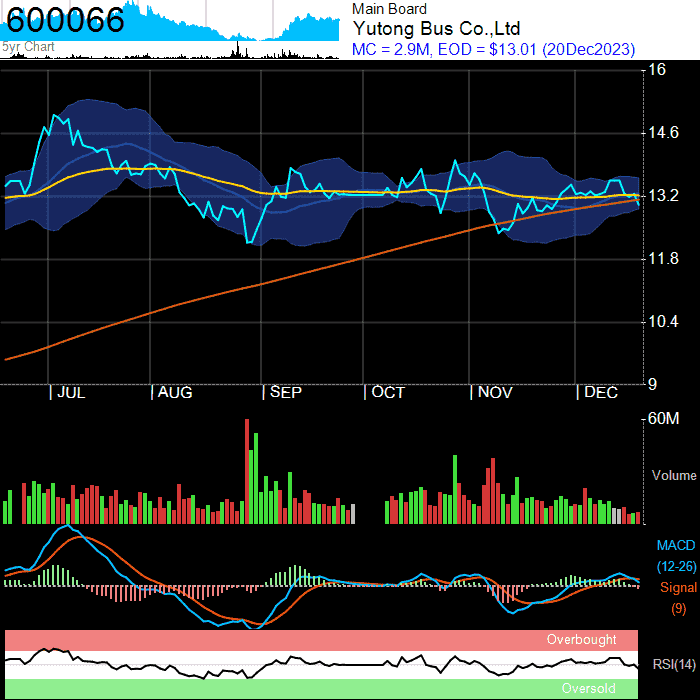 600066
5yr Chart
Main Board
Yutong Bus Co.,Ltd
MC = 2.9M, EOD = $13.01 (20Dec2023)
16
14.6
13.2
11.8
10.4
9
JUL AUG SEP OCT NOV DEC
60M
Volume
MACD
(12-26)
Signal
(9)
Overbought
RSI(14)
Oversold